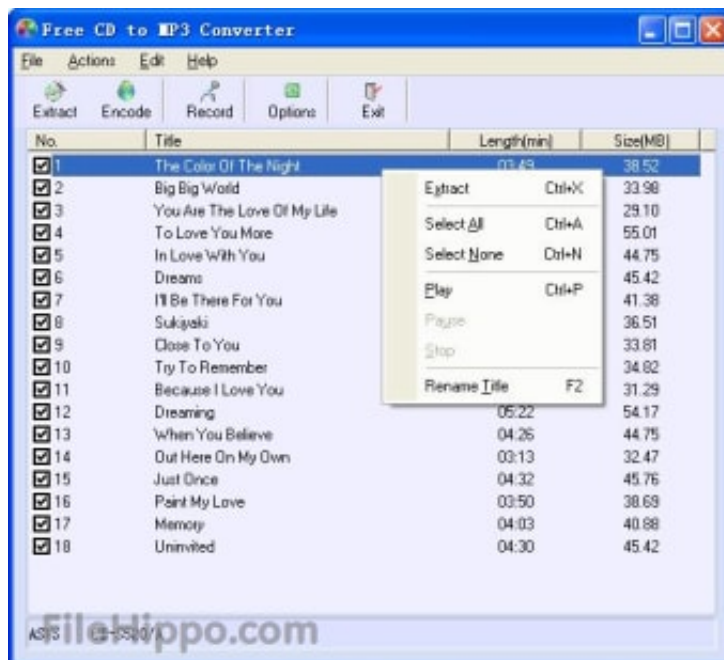 Free CD to MP3 Converter
File Actions Edit Help
Extract Encode Record Options Exit
No. Title Length(min) Size(MB)
1 The Color Of The Night 03:49 38.52
2 Big Big World 33.98
3 You Are The Love Of My Life 29.10
4 To Love You More 55.01
5 In Love With You 44.75
6 Dreams 45.42
7 I'll Be There For You 41.38
8 Sukiyaki 36.51
9 Close To You 33.81
10 Try To Remember 34.82
11 Because I Love You 31.29
12 Dreaming 05:22 54.17
13 When You Believe 04:26 44.75
14 Out Here On My Own 03:13 32.47
15 Just Once 04:32 45.76
16 Paint My Love 03:50 38.69
17 Memory 04:03 40.88
18 Uninvited 04:30 45.42
Extract Ctrl+X
Select All Ctrl+A
Select None Ctrl+N
Play Ctrl+P
Pause
Stop
Rename Title F2
FileHippo.com